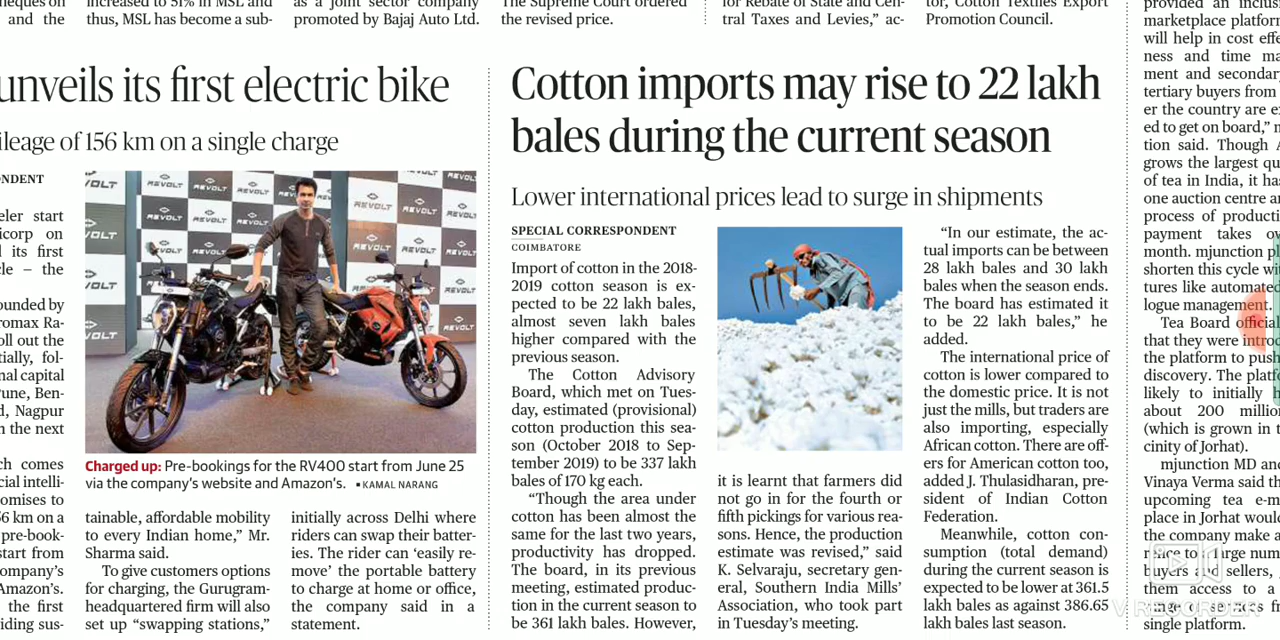 increased to 51% in MSL and
thus, MSL has become a sub-
as a joint sector company
promoted by Bajaj Auto Ltd.
The Supreme Court ordered
the revised price.
for Rebate of State and Cen-
tral Taxes and Levies,” ac-
tor, Cotton Textiles Export
Promotion Council.
and the
unveils its first electric bike
ileage of 156 km on a single charge
eler start
icorp on
its first
cle – the
ounded by
romax Ra-
oll out the
tially, fol-
nal capital
Pune, Ben-
d, Nagpur
n the next
ch comes
cial intelli-
omises to
56 km on a
pre-book-
start from
ompany’s
Amazon’s.
the first
iding sus-
REVOLT
Charged up: Pre-bookings for the RV400 start from June 25
via the company’s website and Amazon’s. • KAMAL NARANG
tainable, affordable mobility
to every Indian home,” Mr.
Sharma said.
To give customers options
for charging, the Gurugram-
headquartered firm will also
set up “swapping stations,”
initially across Delhi where
riders can swap their batter-
ies. The rider can ‘easily re-
move’ the portable battery
to charge at home or office,
the company said in a
statement.
Cotton imports may rise to 22 lakh
bales during the current season
Lower international prices lead to surge in shipments
SPECIAL CORRESPONDENT
COIMBATORE
Import of cotton in the 2018-
2019 cotton season is ex-
pected to be 22 lakh bales,
almost seven lakh bales
higher compared with the
previous season.
The Cotton Advisory
Board, which met on Tues-
day, estimated (provisional)
cotton production this sea-
son (October 2018 to Sep-
tember 2019) to be 337 lakh
bales of 170 kg each.
“Though the area under
cotton has been almost the
same for the last two years,
productivity has dropped.
The board, in its previous
meeting, estimated produc-
tion in the current season to
be 361 lakh bales. However,
it is learnt that farmers did
not go in for the fourth or
fifth pickings for various rea-
sons. Hence, the production
estimate was revised,” said
K. Selvaraju, secretary gen-
eral, Southern India Mills’
Association, who took part
in Tuesday’s meeting.
“In our estimate, the ac-
tual imports can be between
28 lakh bales and 30 lakh
bales when the season ends.
The board has estimated it
to be 22 lakh bales,” he
added.
The international price of
cotton is lower compared to
the domestic price. It is not
just the mills, but traders are
also importing, especially
African cotton. There are off-
ers for American cotton too,
added J. Thulasidharan, pre-
sident of Indian Cotton
Federation.
Meanwhile, cotton con-
sumption (total demand)
during the current season is
expected to be lower at 361.5
lakh bales as against 386.65
lakh bales last season.
provided an inclus
marketplace platform
will help in cost effe
ness and time ma
ment and secondary
tertiary buyers from
er the country are e
ed to get on board,” m
tion said. Though A
grows the largest qu
of tea in India, it has
one auction centre a
process of producti
payment takes ov
month. mjunction pl
shorten this cycle wi
tures like automated
logue management.
Tea Board official
that they were introd
the platform to push
discovery. The platf
likely to initially h
about 200 million
(which is grown in t
cinity of Jorhat).
mjunction MD and
Vinaya Verma said th
upcoming tea e-m
place in Jorhat would
the company make a
to large num
buyers and sellers,
them access to a
single platform.
V RECORDER